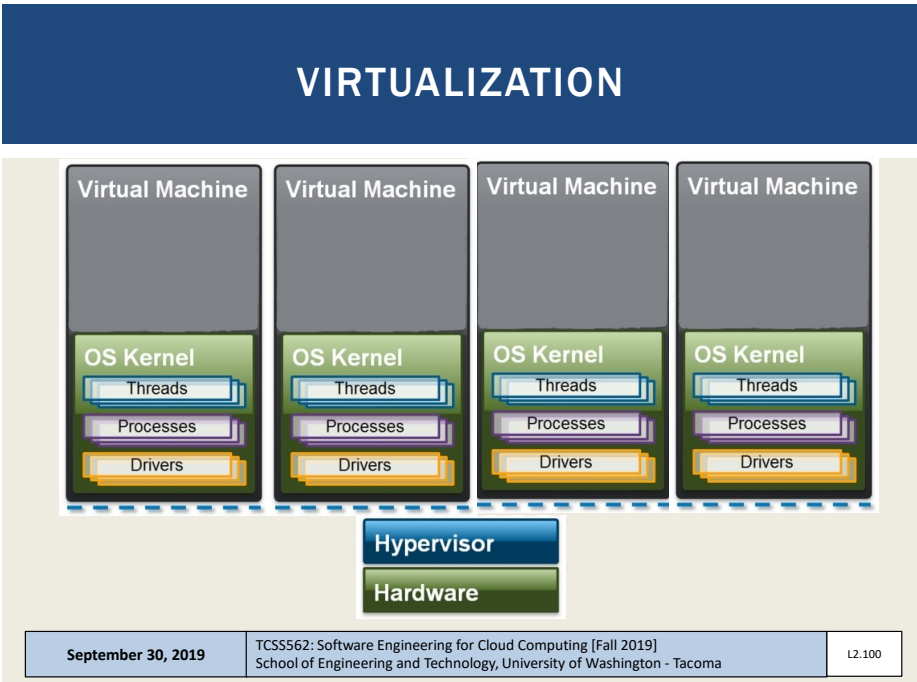 VIRTUALIZATION
Virtual Machine
OS Kernel
Threads
Processes
Drivers
Virtual Machine
OS Kernel
Threads
Processes
Drivers
Virtual Machine
OS Kernel
Threads
Processes
Drivers
Virtual Machine
OS Kernel
Threads
Processes
Drivers
Hypervisor
Hardware
September 30, 2019
TCSS562: Software Engineering for Cloud Computing [Fall 2019]
School of Engineering and Technology, University of Washington - Tacoma
L2.100